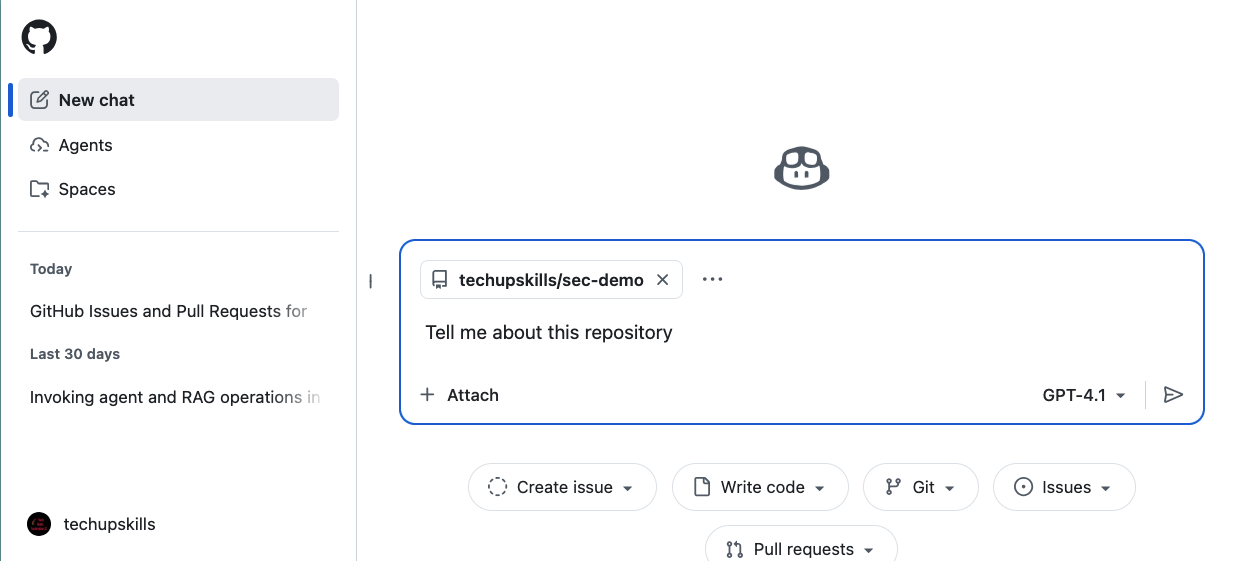 New chat
Agents
Spaces
Today
GitHub Issues and Pull Requests for
Last 30 days
Invoking agent and RAG operations in
techupskills
techupskills/sec-demo
Tell me about this repository
Attach
GPT-4.1
Create issue
Write code
Git
Issues
Pull requests